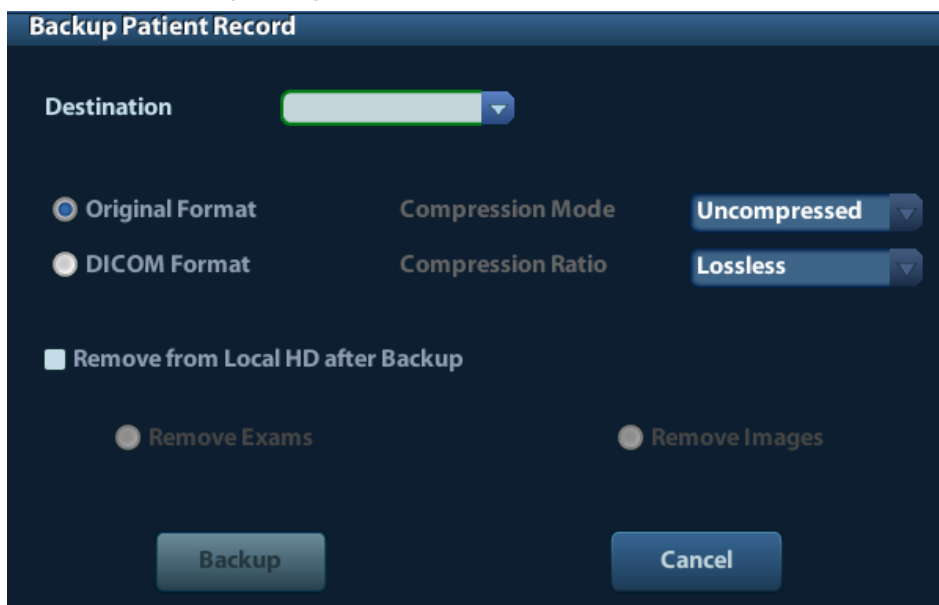 Backup Patient Record
Destination
Original Format Compression Mode Uncompressed
DICOM Format Compression Ratio Lossless
Remove from Local HD after Backup
Remove Exams Remove Images
Backup Cancel